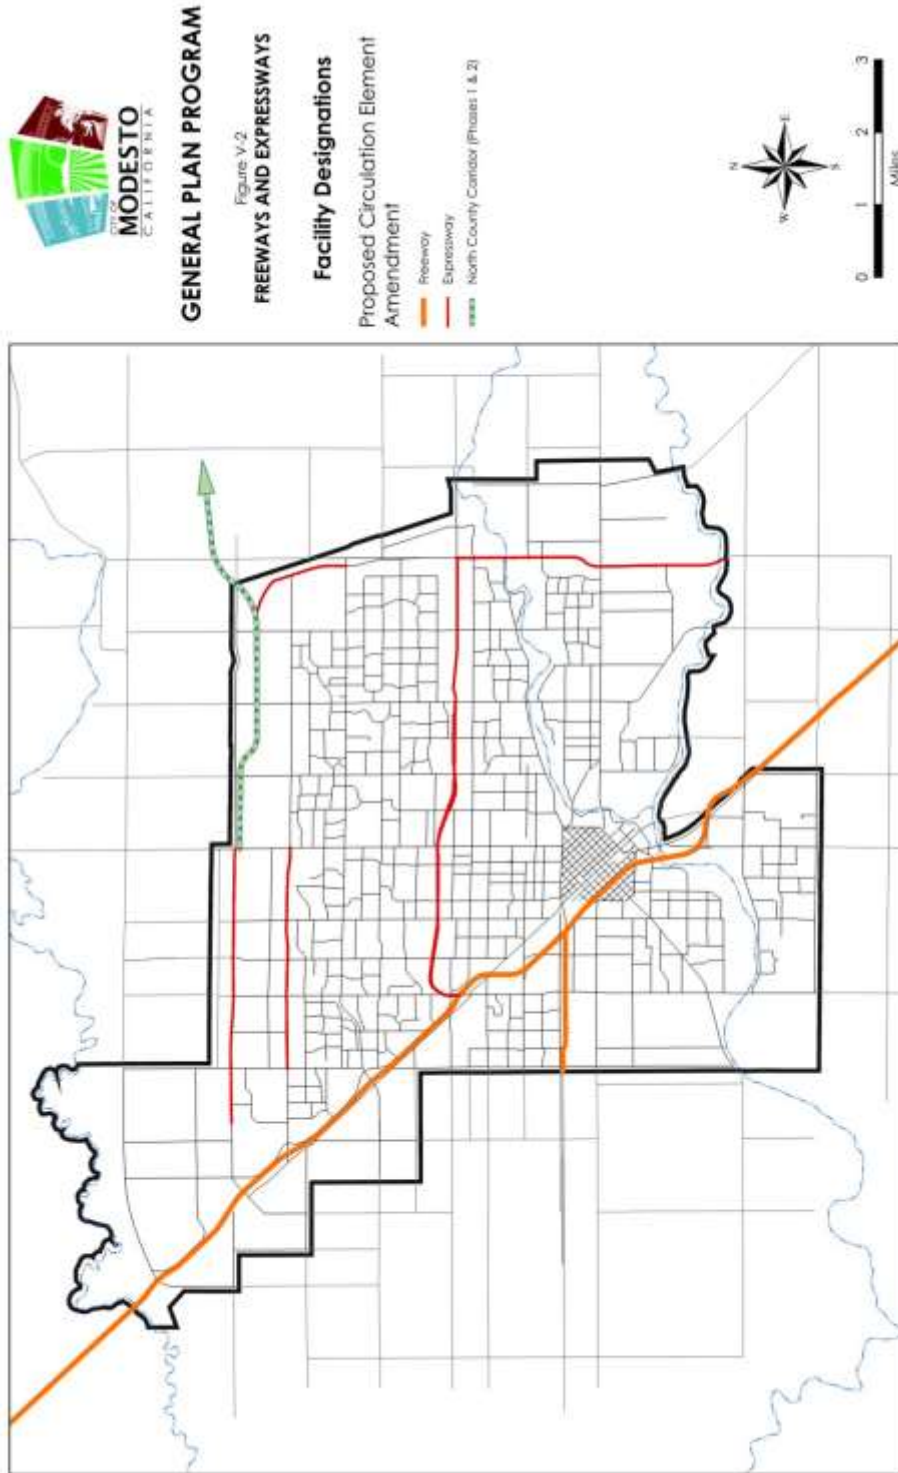 CITY OF
MODESTO
CALIFORNIA
GENERAL PLAN PROGRAM
Figure V-2
FREEWAYS AND EXPRESSWAYS
Facility Designations
Proposed Circulation Element
Amendment
Freeway
Expressway
North County Corridor (Phases 1 & 2)
N
W
E
S
0 1 2 3
Miles